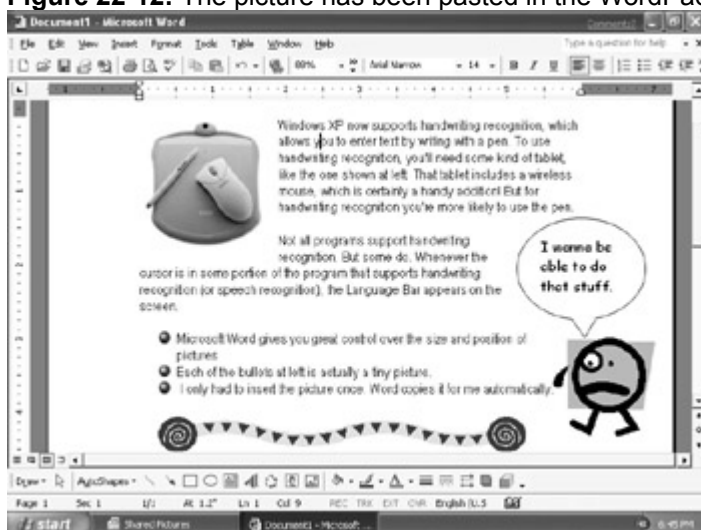 Figure 22-12: The picture has been pasted in the WordPad
Document1 - Microsoft Word
File Edit View Insert Format Tools Table Window Help
Type a question for help
80% Arial Narrow 14 B I U
Windows XP now supports handwriting recognition, which
allows you to enter text by writing with a pen. To use
handwriting recognition, you'll need some kind of tablet,
like the one shown at left. That tablet includes a wireless
mouse, which is certainly a handy addition! But for
handwriting recognition you're more likely to use the pen.
Not all programs support handwriting
recognition. But some do. Whenever the
cursor is in some portion of the program that supports handwriting
recognition (or speech recognition), the Language Bar appears on the
screen.
I wanna be
able to do
that stuff.
Microsoft Word gives you great control over the size and position of
pictures
Each of the bullets at left is actually a tiny picture.
I only had to insert the picture once. Word copies it for me automatically.
Draw AutoShapes
Page 1 Sec 1 1/1 At 1.2" Ln 1 Col 9 REC TRK EXT OVR English (U.S
start Shared Pictures Document1 - Microsoft ... 6:45 PM